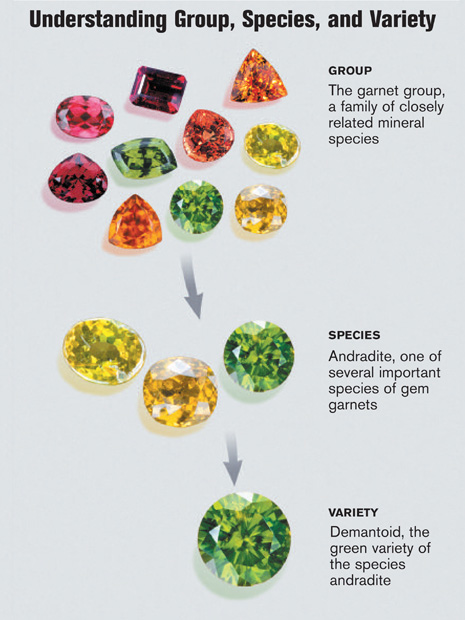 Understanding Group, Species, and Variety
GROUP
The garnet group,
a family of closely
related mineral
species
SPECIES
Andradite, one of
several important
species of gem
garnets
VARIETY
Demantoid, the
green variety of
the species
andradite